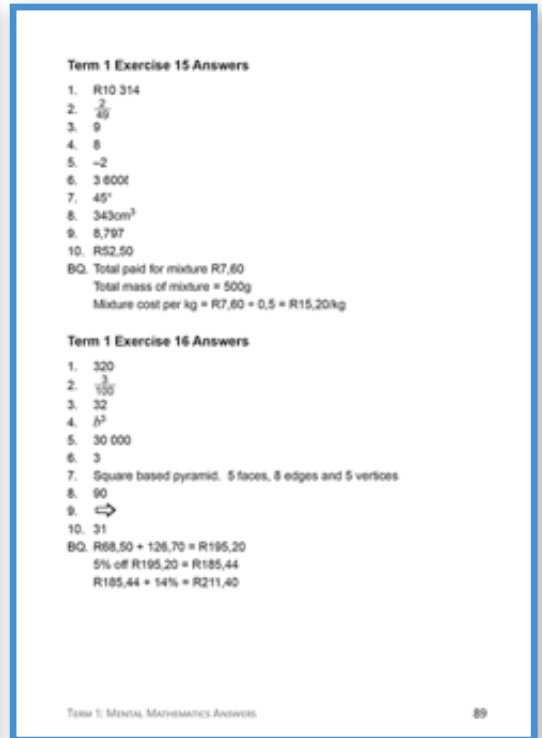 Term 1 Exercise 15 Answers
1. R10 314
2. 2/49
3. 9
4. 8
5. –2
6. 3 600ℓ
7. 45°
8. 343cm³
9. 8,797
10. R52,50
BQ. Total paid for mixture R7,60
Total mass of mixture = 500g
Mixture cost per kg = R7,60 ÷ 0,5 = R15,20/kg
Term 1 Exercise 16 Answers
1. 320
2. 3/100
3. 32
4.
5. 30 000
6. 3
7. Square based pyramid. 5 faces, 8 edges and 5 vertices
8. 90
9. ⇨
10. 31
BQ. R68,50 + 126,70 = R195,20
5% off R195,20 = R185,44
R185,44 + 14% = R211,40
Term 1: Mental Mathematics Answers
89